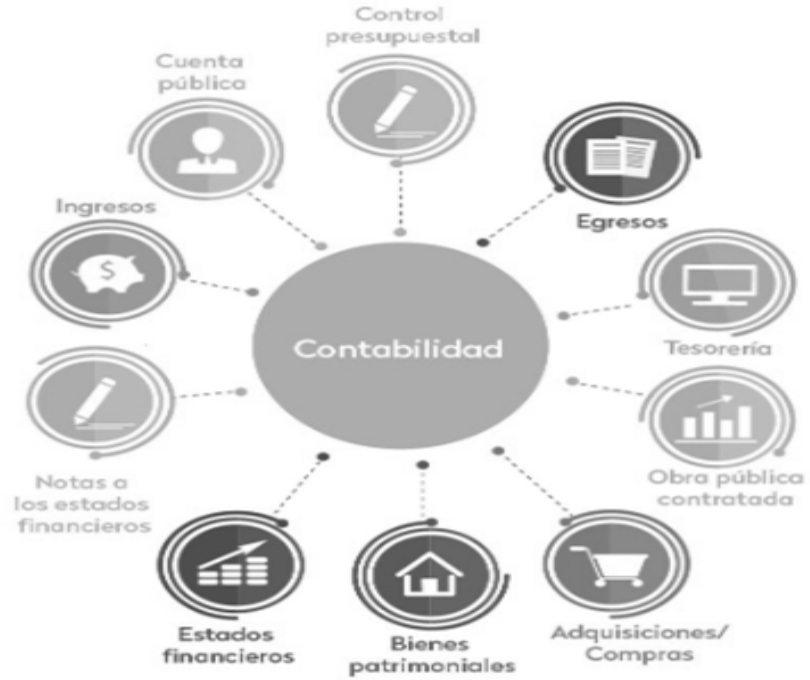 Control
presupuestal
Cuenta
pública
Egresos
Ingresos
$
Contabilidad
Tesorería
Notas a
los estados
financieros
Obra pública
contratada
Estados
financieros
Bienes
patrimoniales
Adquisiciones/
Compras